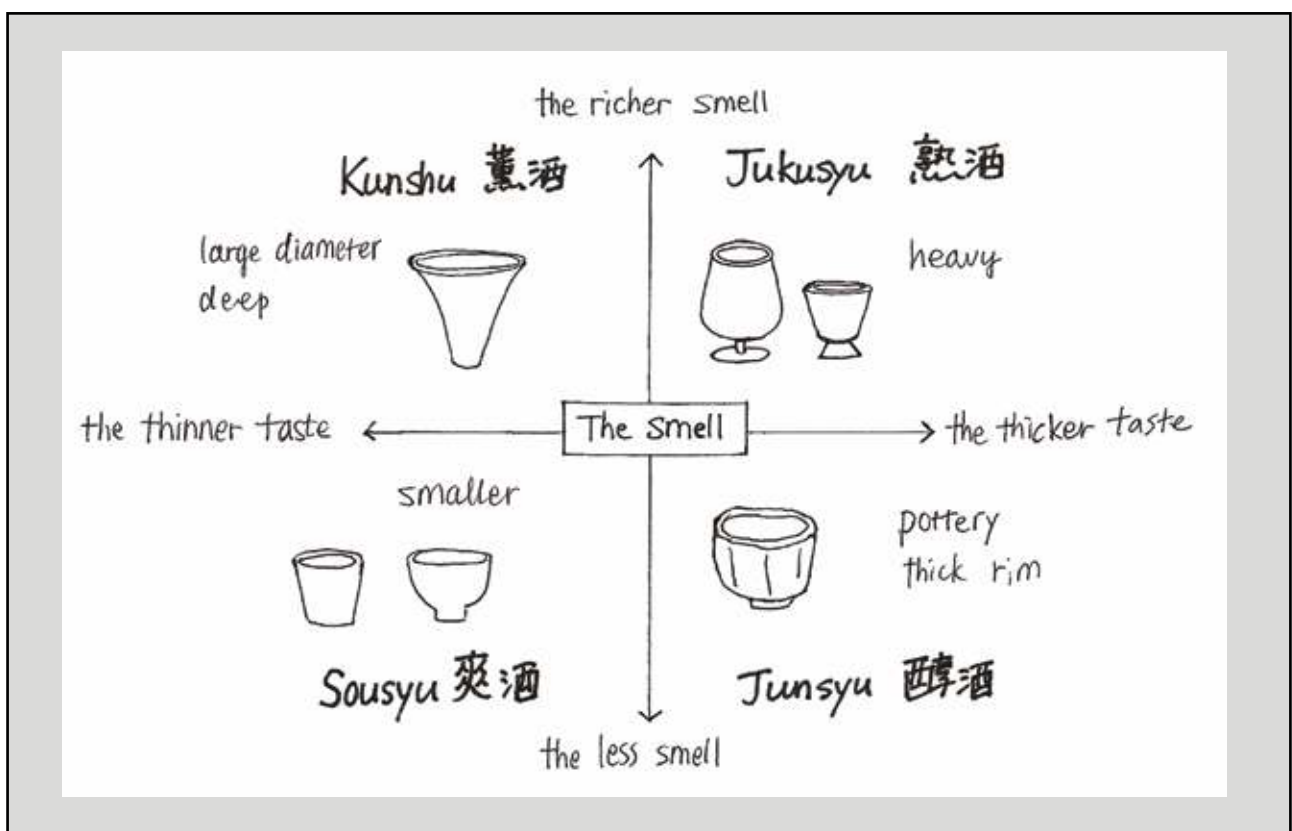 the richer smell
Kunshu 薫酒
Jukusyu 熟酒
large diameter
deep
heavy
the thinner taste
The smell
the thicker taste
smaller
pottery
thick rim
Sousyu 爽酒
Junsyu 醇酒
the less smell